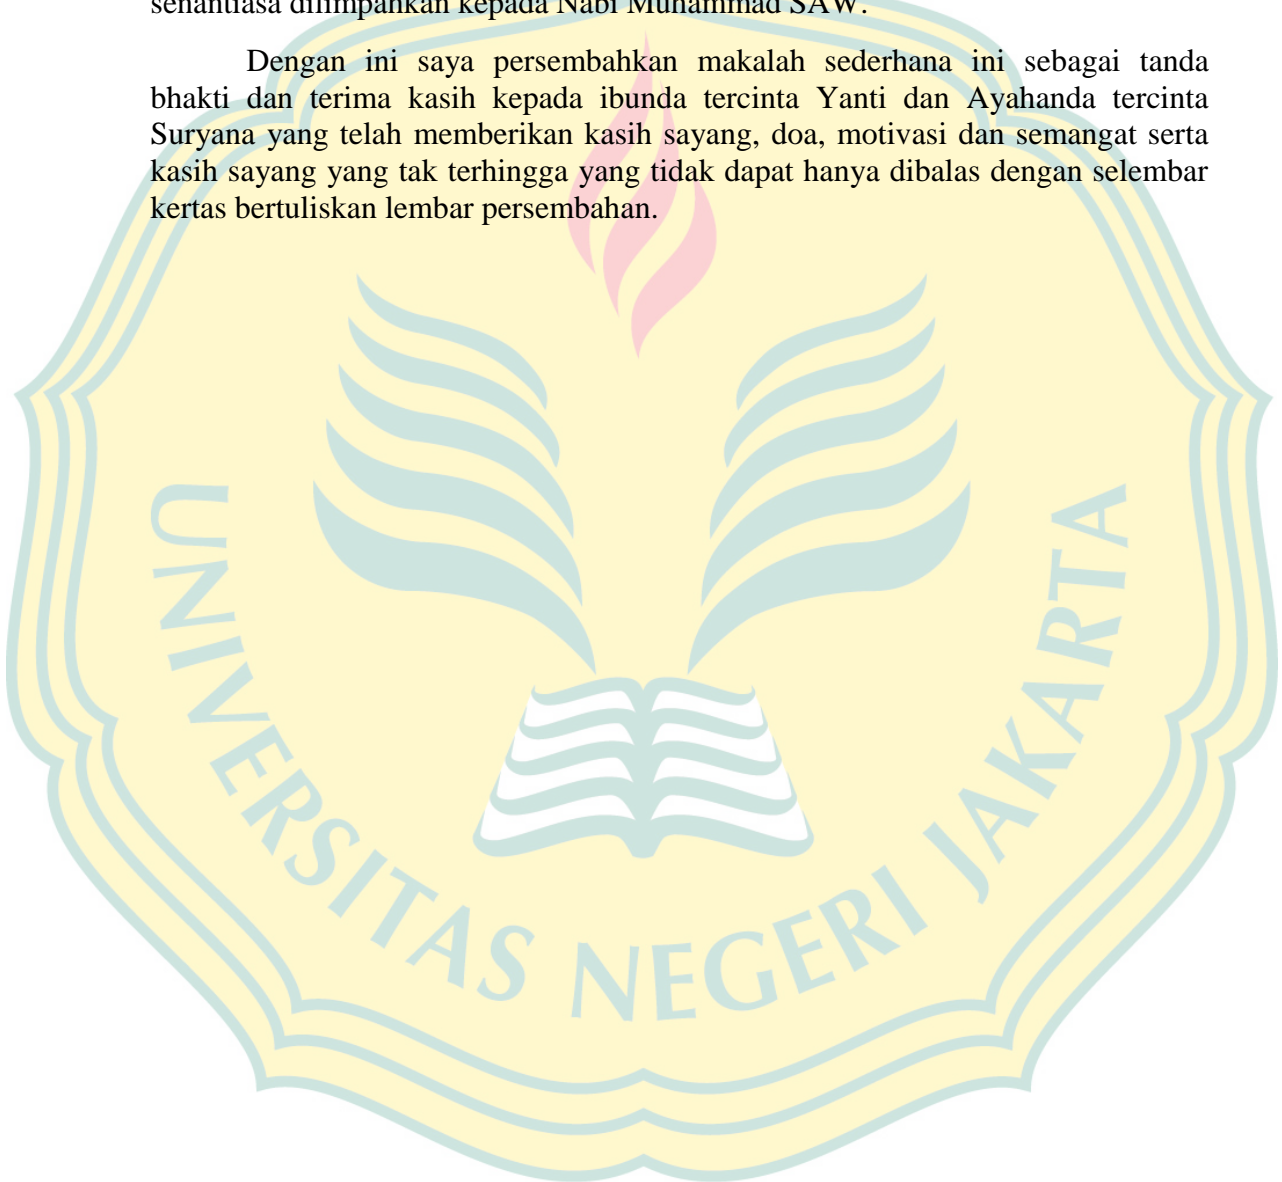 senantiasa dilimpahkan kepada Nabi Muhammad SAW.
Dengan ini saya persembahkan makalah sederhana ini sebagai tanda
bhakti dan terima kasih kepada ibunda tercinta Yanti dan Ayahanda tercinta
Suryana yang telah memberikan kasih sayang, doa, motivasi dan semangat serta
kasih sayang yang tak terhingga yang tidak dapat hanya dibalas dengan selembar
kertas bertuliskan lembar persembahan.
UNIVERSITAS NEGERI JAKARTA